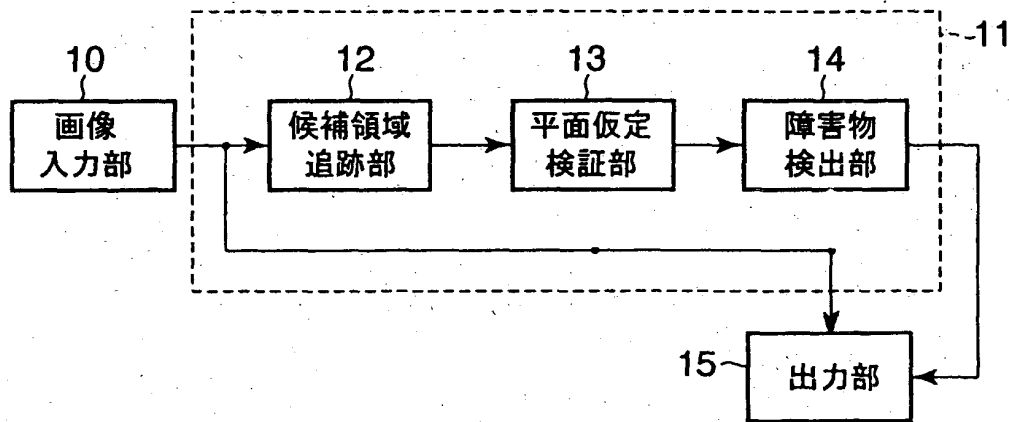 11
10
画像
入力部
12
候補領域
追跡部
13
平面仮定
検証部
14
障害物
検出部
15
出力部